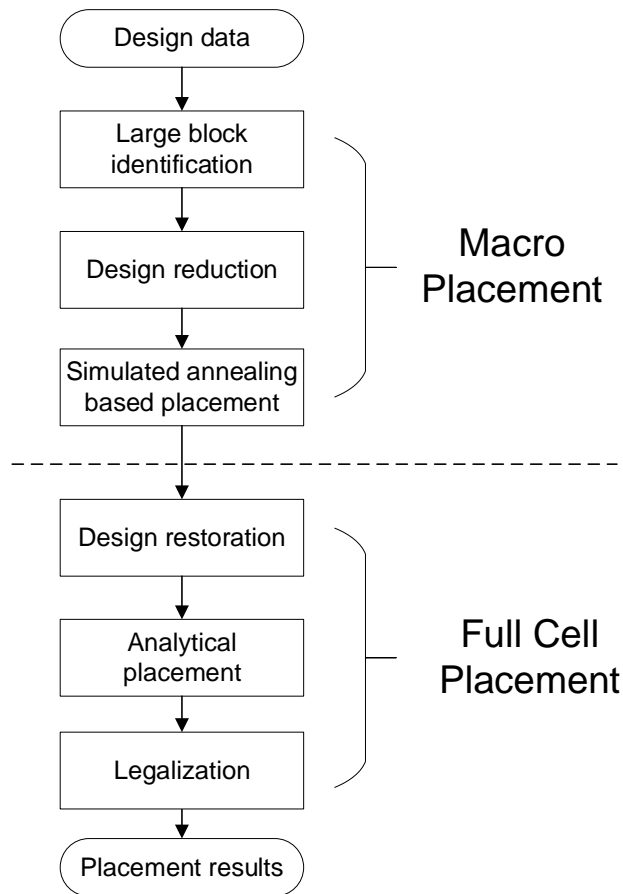 Design data
Large block
identification
Design reduction
Simulated annealing
based placement
Macro
Placement
Design restoration
Analytical
placement
Legalization
Full Cell
Placement
Placement results